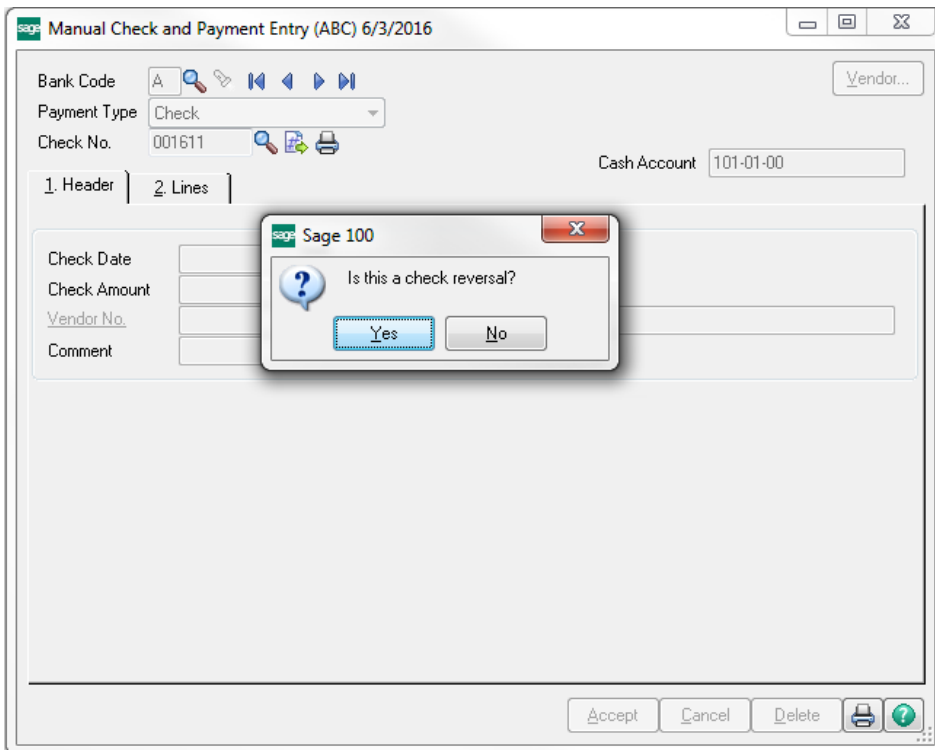 sage Manual Check and Payment Entry (ABC) 6/3/2016
Bank Code A
Vendor...
Payment Type Check
Check No. 001611
Cash Account 101-01-00
1. Header 2. Lines
sage Sage 100
Check Date
Is this a check reversal?
Check Amount
Vendor No.
Yes No
Comment
Accept Cancel Delete